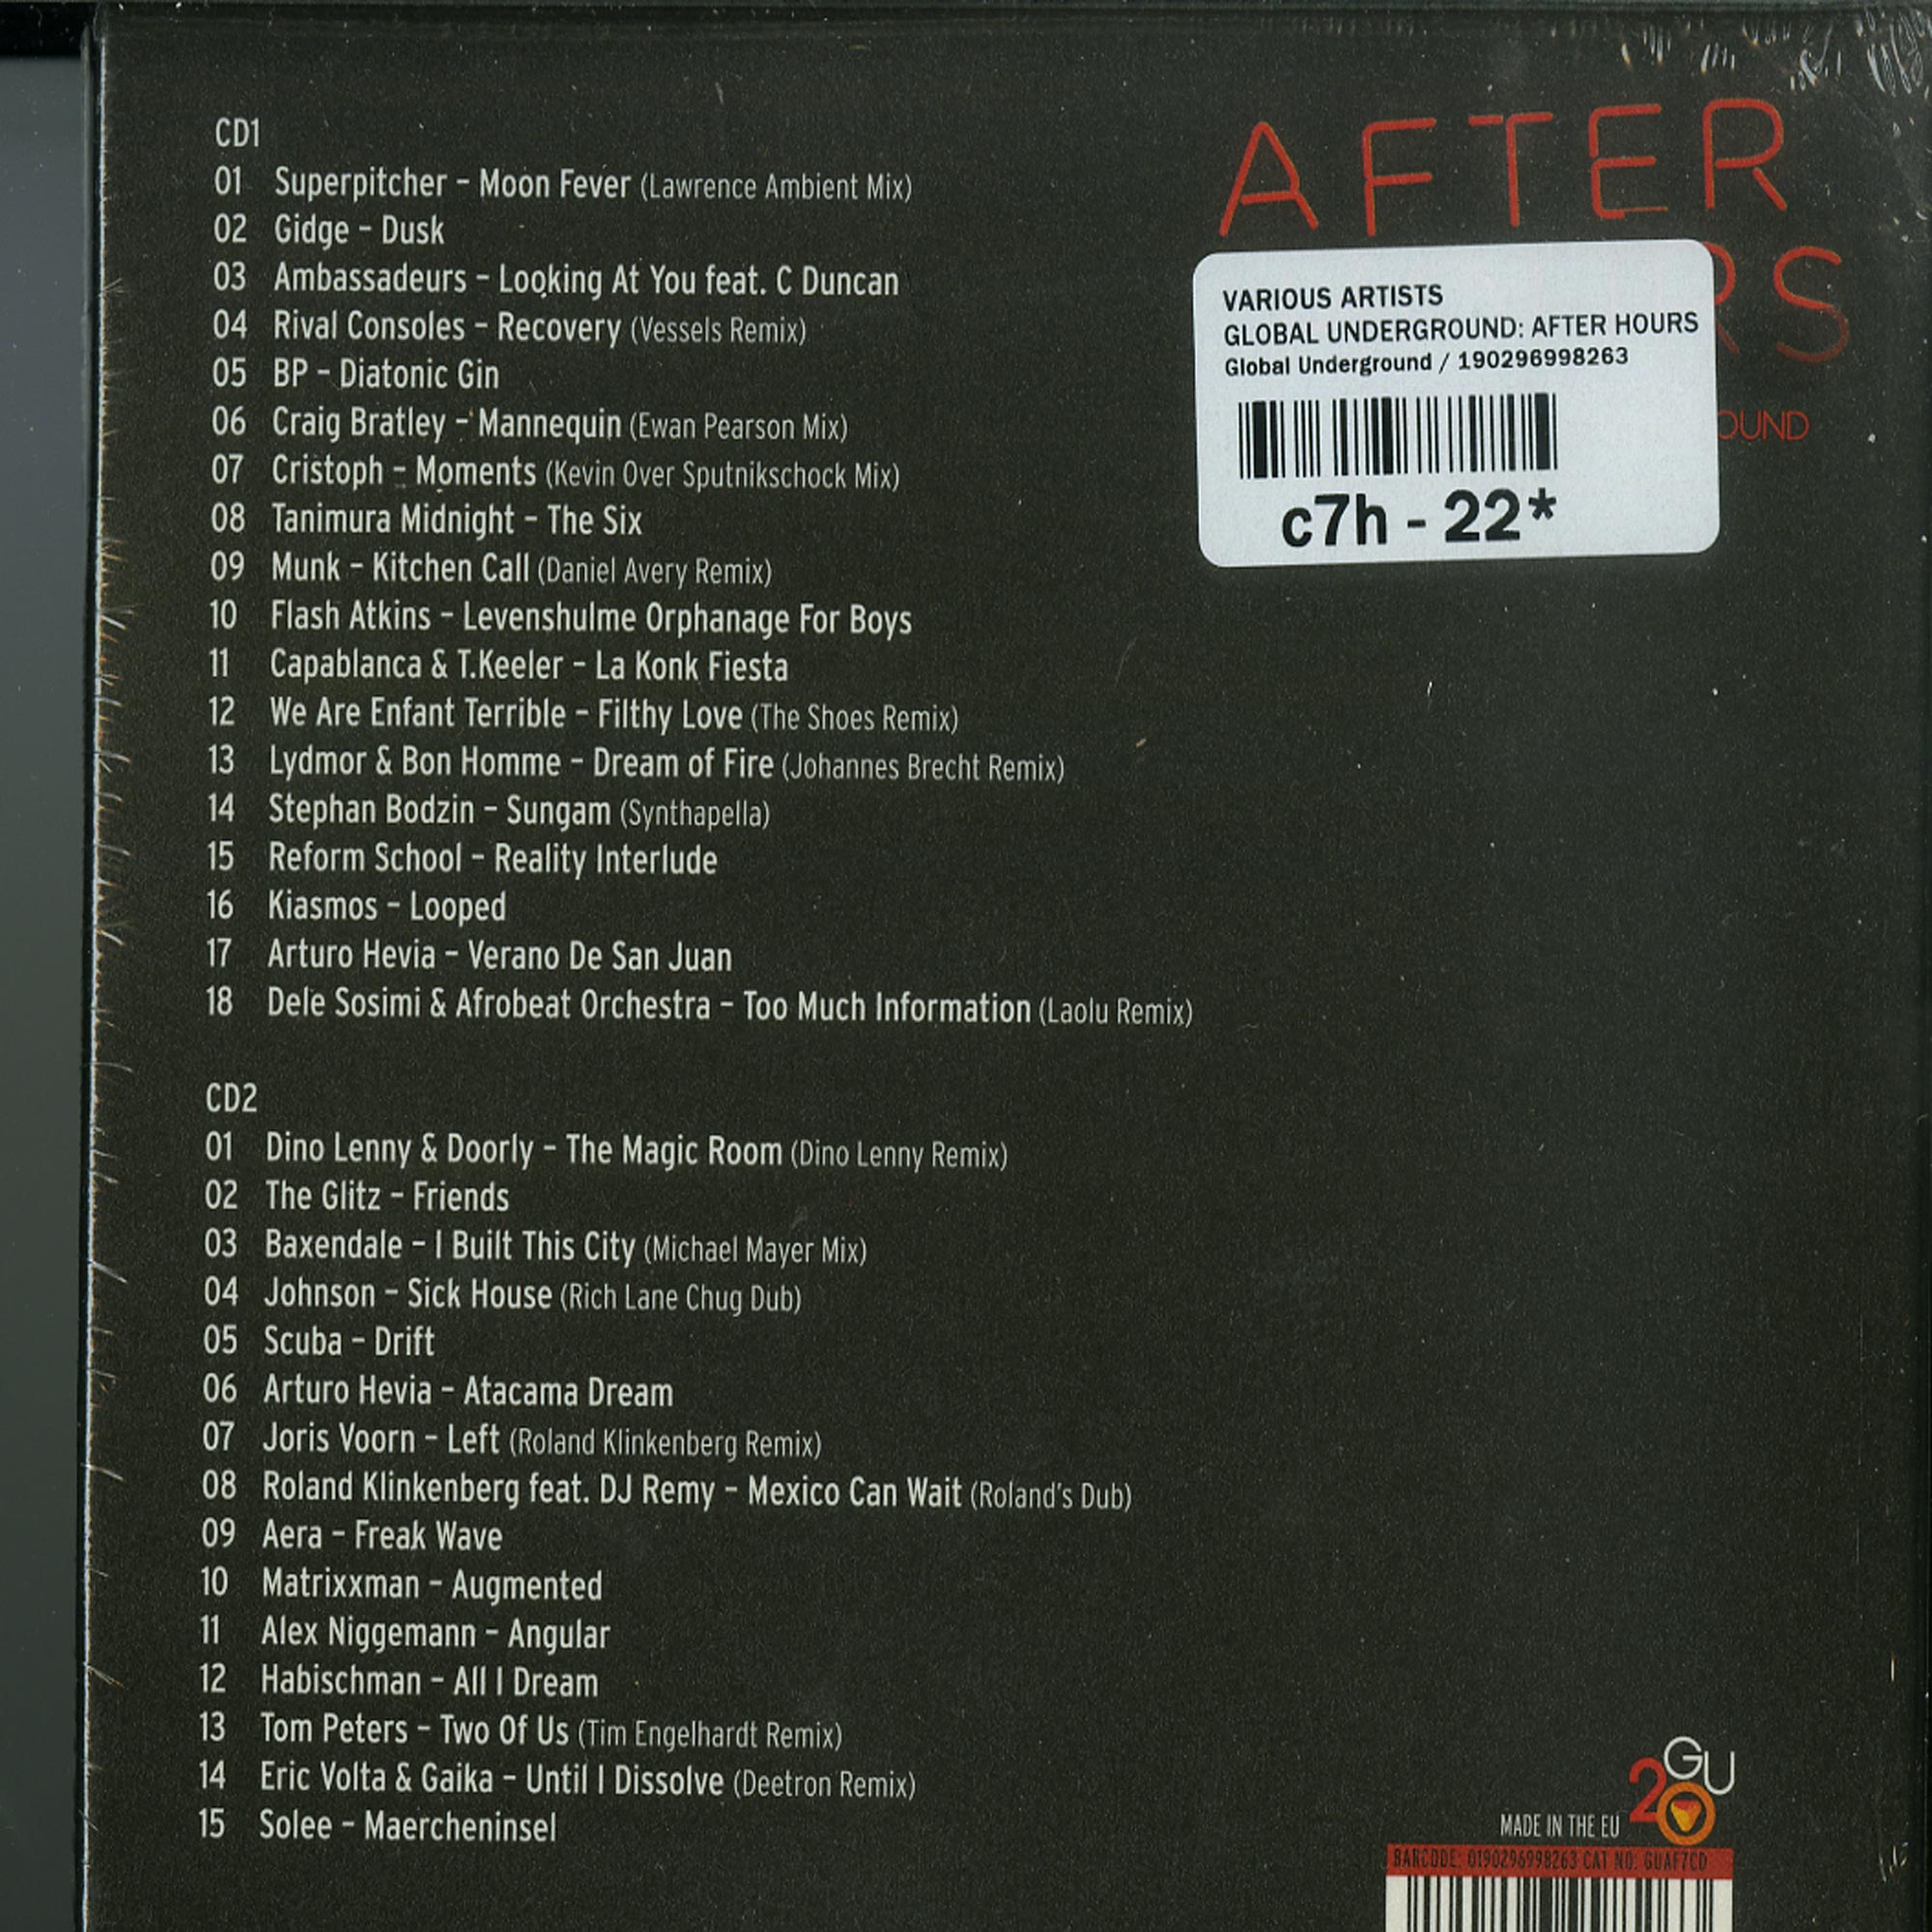 CD1
01 Superpitcher – Moon Fever (Lawrence Ambient Mix)
02 Gidge – Dusk
03 Ambassadeurs – Looking At You feat. C Duncan
04 Rival Consoles – Recovery (Vessels Remix)
05 BP – Diatonic Gin
06 Craig Bratley – Mannequin (Ewan Pearson Mix)
07 Cristoph – Moments (Kevin Over Sputnikschock Mix)
08 Tanimura Midnight – The Six
09 Munk – Kitchen Call (Daniel Avery Remix)
10 Flash Atkins – Levenshulme Orphanage For Boys
11 Capablanca & T.Keeler – La Konk Fiesta
12 We Are Enfant Terrible – Filthy Love (The Shoes Remix)
13 Lydmor & Bon Homme – Dream of Fire (Johannes Brecht Remix)
14 Stephan Bodzin – Sungam (Synthapella)
15 Reform School – Reality Interlude
16 Kiasmos – Looped
17 Arturo Hevia – Verano De San Juan
18 Dele Sosimi & Afrobeat Orchestra – Too Much Information (Laolu Remix)
CD2
01 Dino Lenny & Doorly – The Magic Room (Dino Lenny Remix)
02 The Glitz – Friends
03 Baxendale – I Built This City (Michael Mayer Mix)
04 Johnson – Sick House (Rich Lane Chug Dub)
05 Scuba – Drift
06 Arturo Hevia – Atacama Dream
07 Joris Voorn – Left (Roland Klinkenberg Remix)
08 Roland Klinkenberg feat. DJ Remy – Mexico Can Wait (Roland's Dub)
09 Aera – Freak Wave
10 Matrixxman – Augmented
11 Alex Niggemann – Angular
12 Habischman – All I Dream
13 Tom Peters – Two Of Us (Tim Engelhardt Remix)
14 Eric Volta & Gaika – Until I Dissolve (Deetron Remix)
15 Solee – Maercheninsel
AFTER
RS
OUND
VARIOUS ARTISTS
GLOBAL UNDERGROUND: AFTER HOURS
Global Underground / 190296998263
c7h - 22*
GU
20
MADE IN THE EU
BARCODE: 0190296998263 CAT NO: GUAF7CD